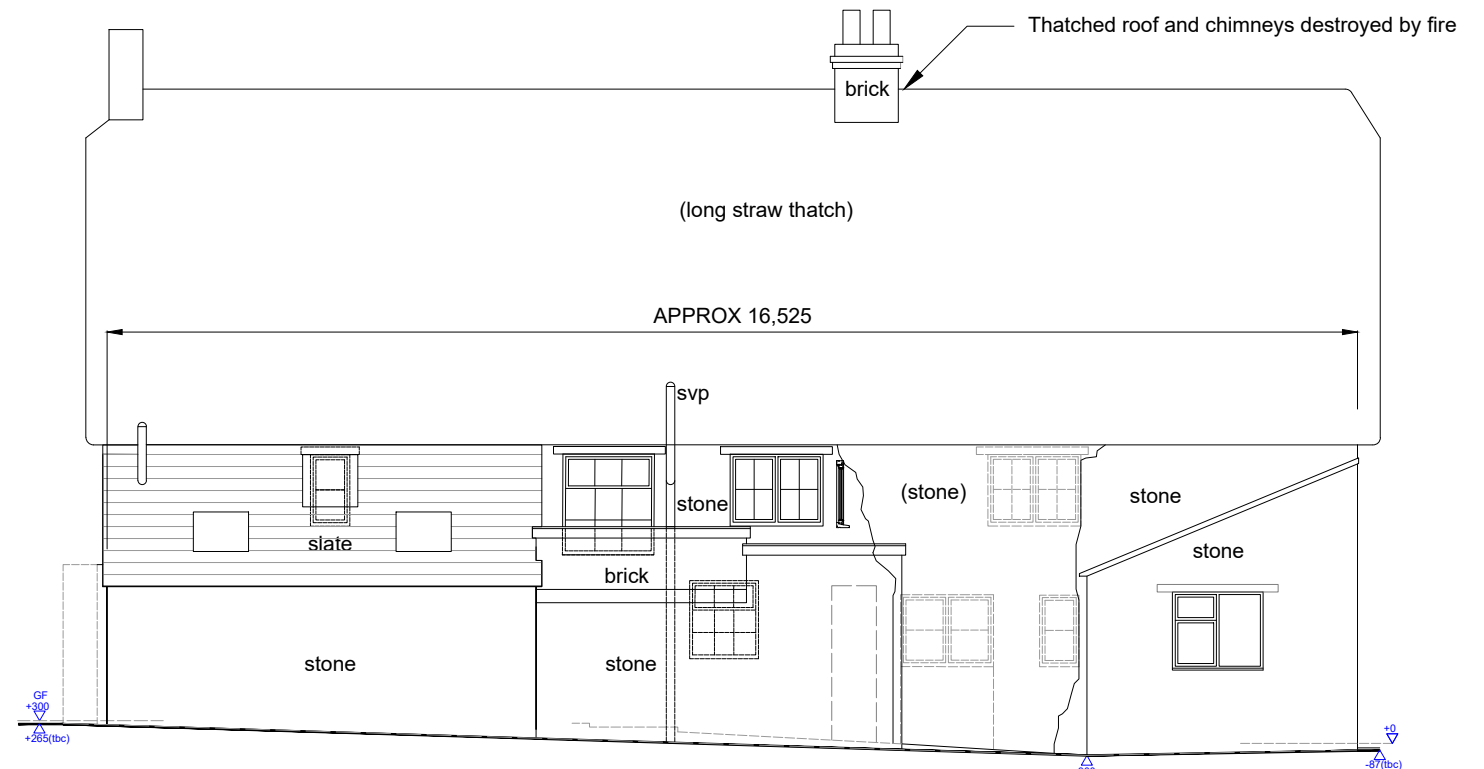 Thatched roof and chimneys destroyed by fire
brick
(long straw thatch)
APPROX 16,525
svp
(stone)
stone
stone
slate
stone
brick
stone
stone
GF
+300
+265(tbc)
+0
-87(tbc)